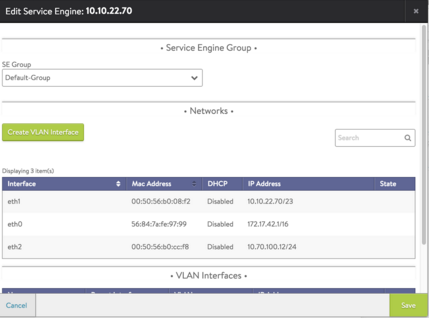 Edit Service Engine: 10.10.22.70 ×
• Service Engine Group •
SE Group
Default-Group
• Networks •
Create VLAN Interface
Search
Displaying 3 item(s)
Interface Mac Address DHCP IP Address State
eth1 00:50:56:b0:08:f2 Disabled 10.10.22.70/23
eth0 56:84:7a:fe:97:99 Disabled 172.17.42.1/16
eth2 00:50:56:b0:cc:f8 Disabled 10.70.100.12/24
• VLAN Interfaces •
Cancel Save